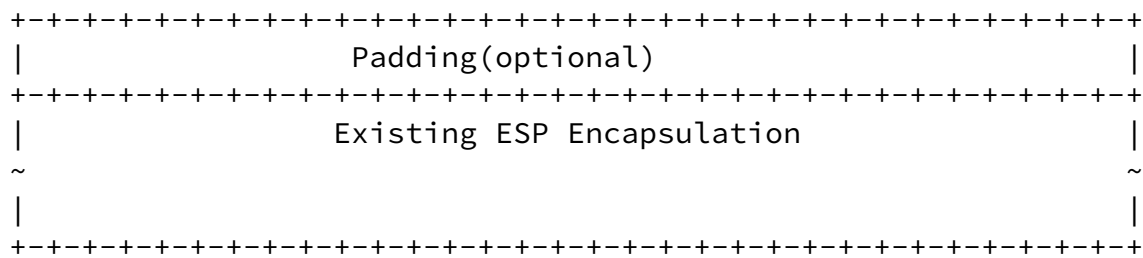 +-+-+-+-+-+-+-+-+-+-+-+-+-+-+-+-+-+-+-+-+-+-+-+-+-+-+-+-+-+-+-+
|                  Padding(optional)                          |
+-+-+-+-+-+-+-+-+-+-+-+-+-+-+-+-+-+-+-+-+-+-+-+-+-+-+-+-+-+-+-+
|                 Existing ESP Encapsulation                  |
~                                                             ~
|                                                             |
+-+-+-+-+-+-+-+-+-+-+-+-+-+-+-+-+-+-+-+-+-+-+-+-+-+-+-+-+-+-+-+